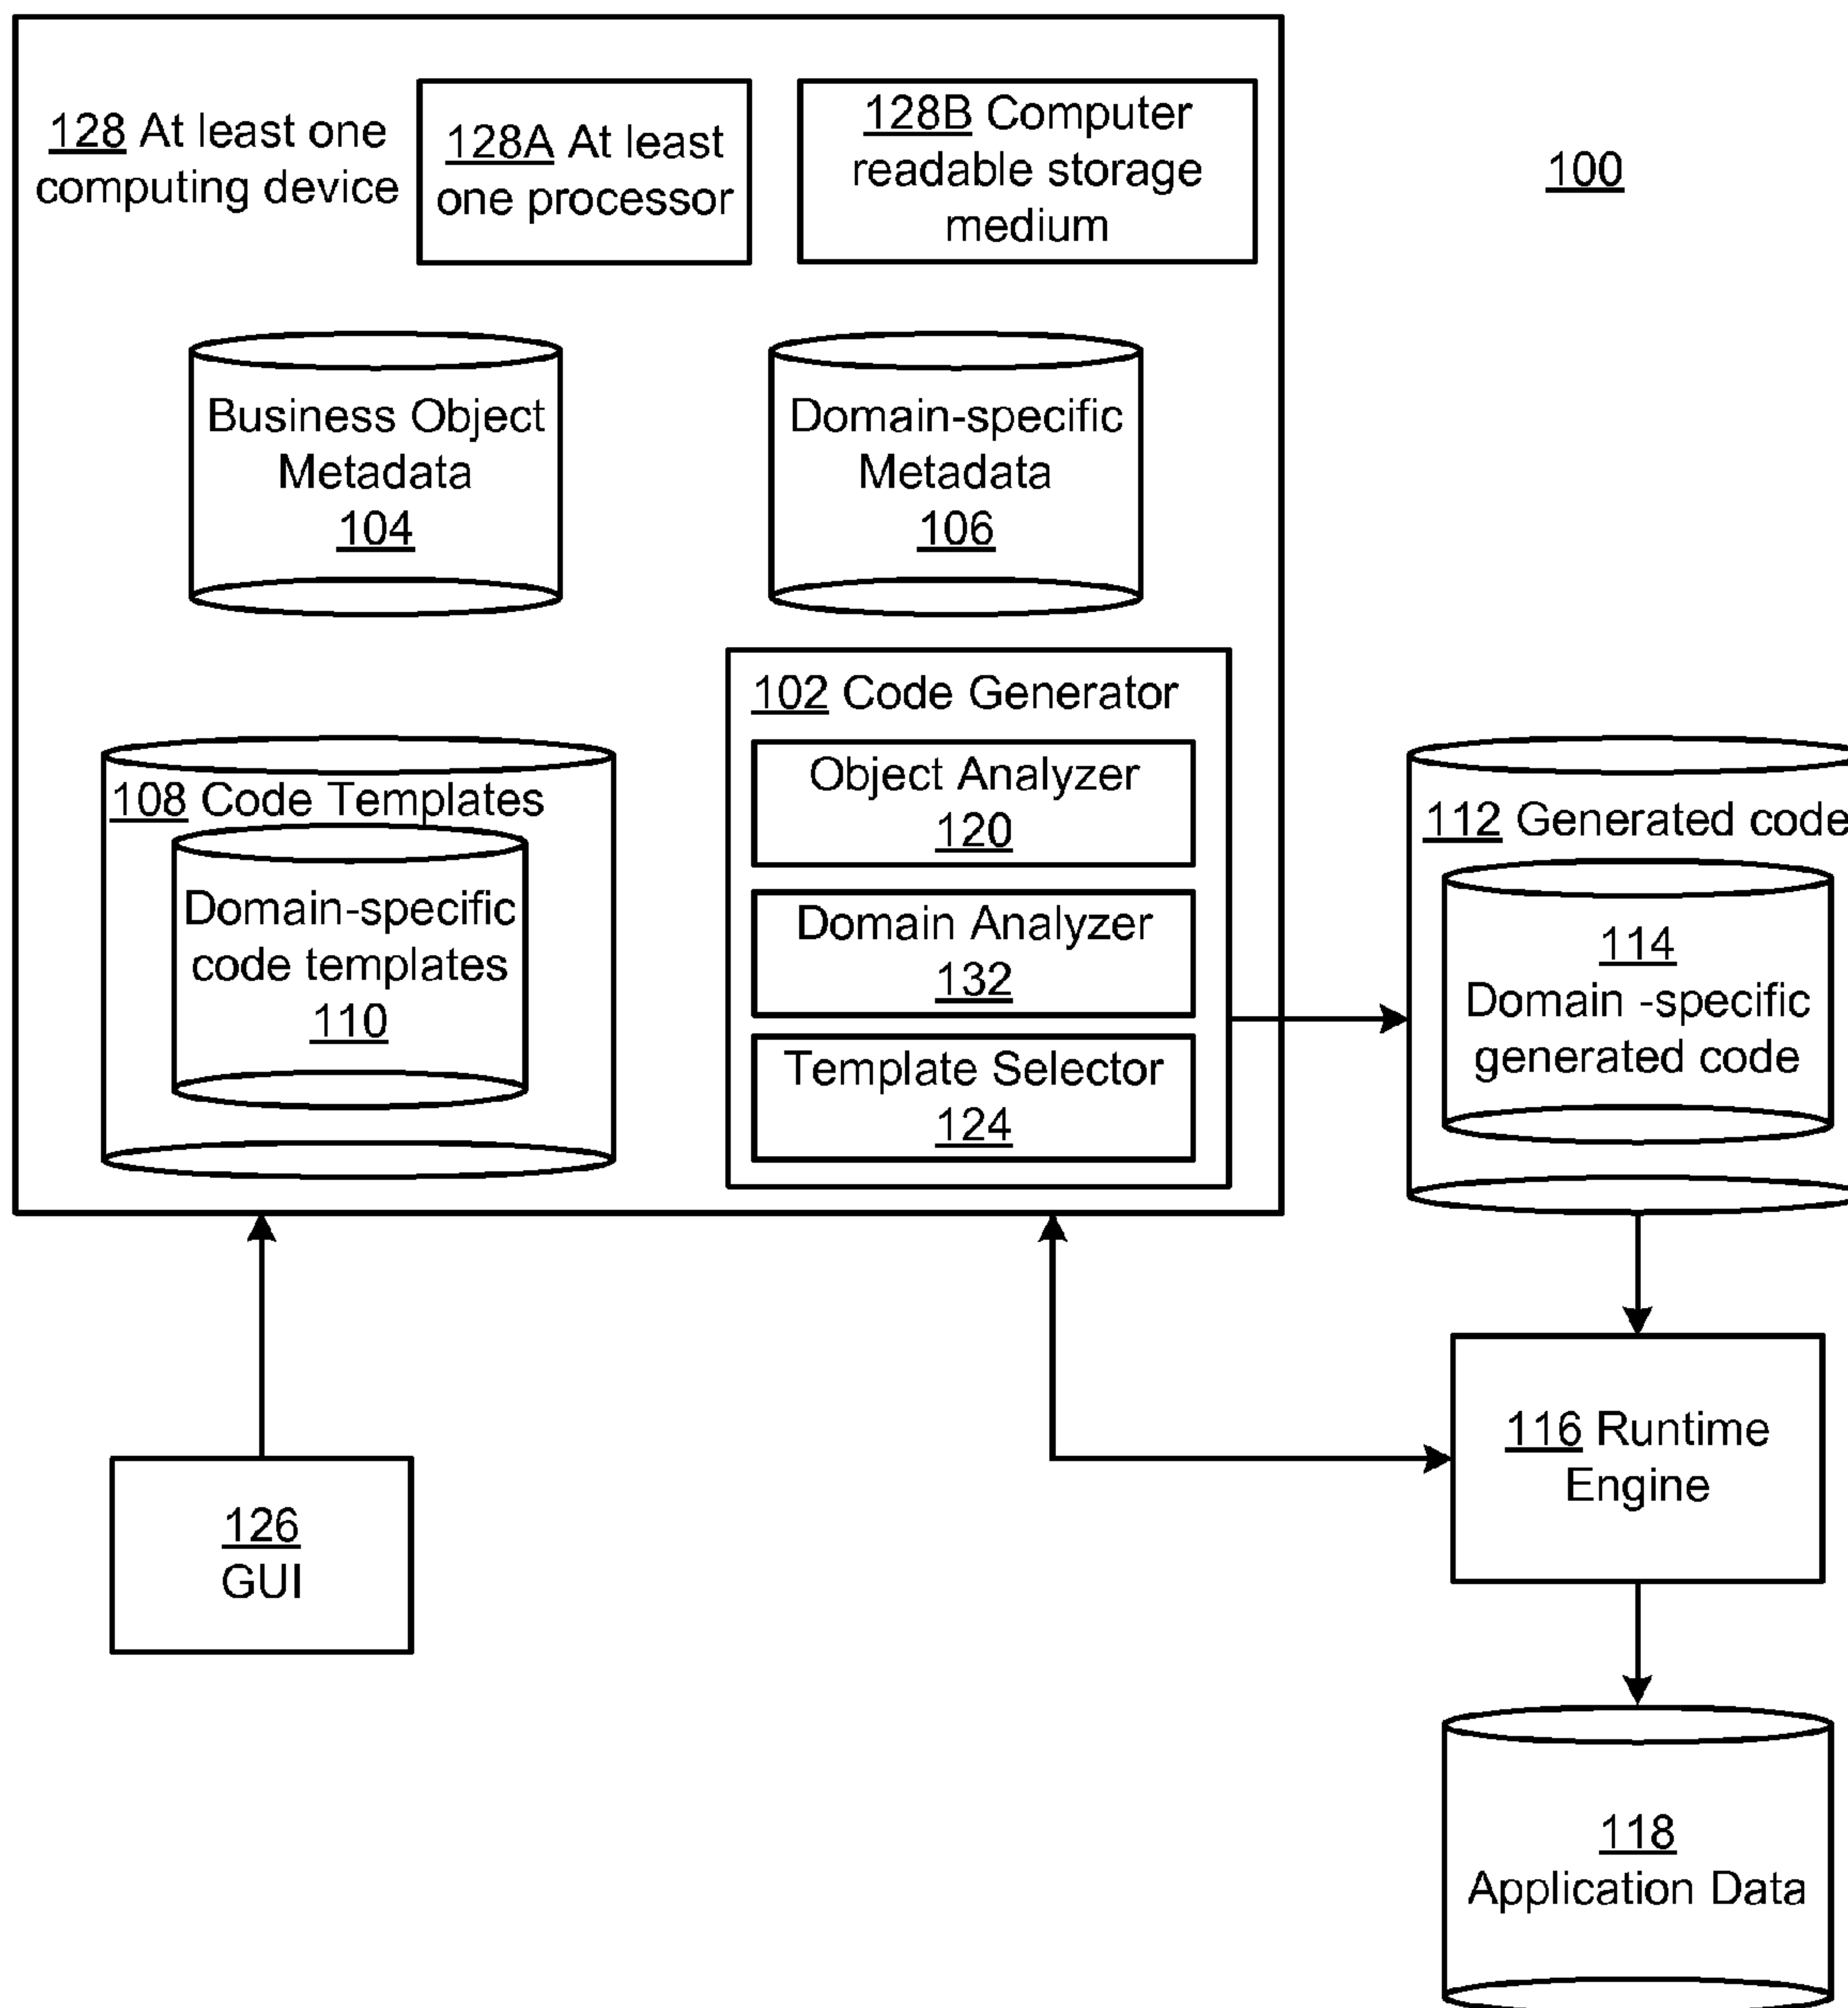 128 At least one
computing device
128A At least
one processor
128B Computer
readable storage
medium
100
Business Object
Metadata
104
Domain-specific
Metadata
106
102 Code Generator
Object Analyzer
120
Domain Analyzer
132
Template Selector
124
108 Code Templates
Domain-specific
code templates
110
112 Generated code
114
Domain -specific
generated code
116 Runtime
Engine
126
GUI
118
Application Data